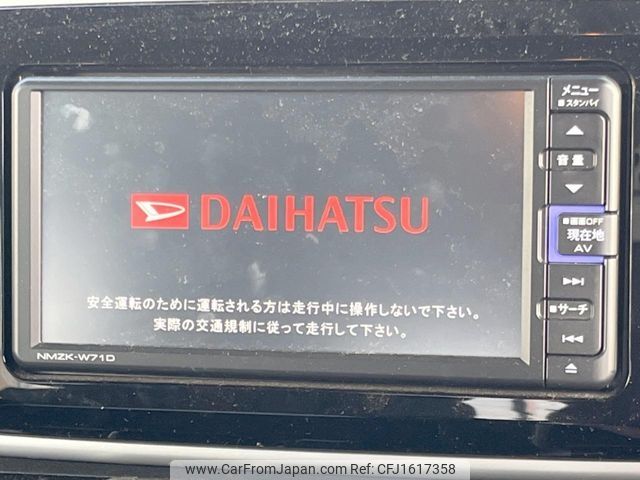 DAIHATSU
安全運転のために運転される方は走行中に操作しないで下さい。
実際の交通規制に従って走行して下さい。
NMZK-W71D
メニュー
スタンバイ
音量
画面OFF
現在地
AV
サーチ
www.CarFromJapan.com | REFNO: CFJ1617358